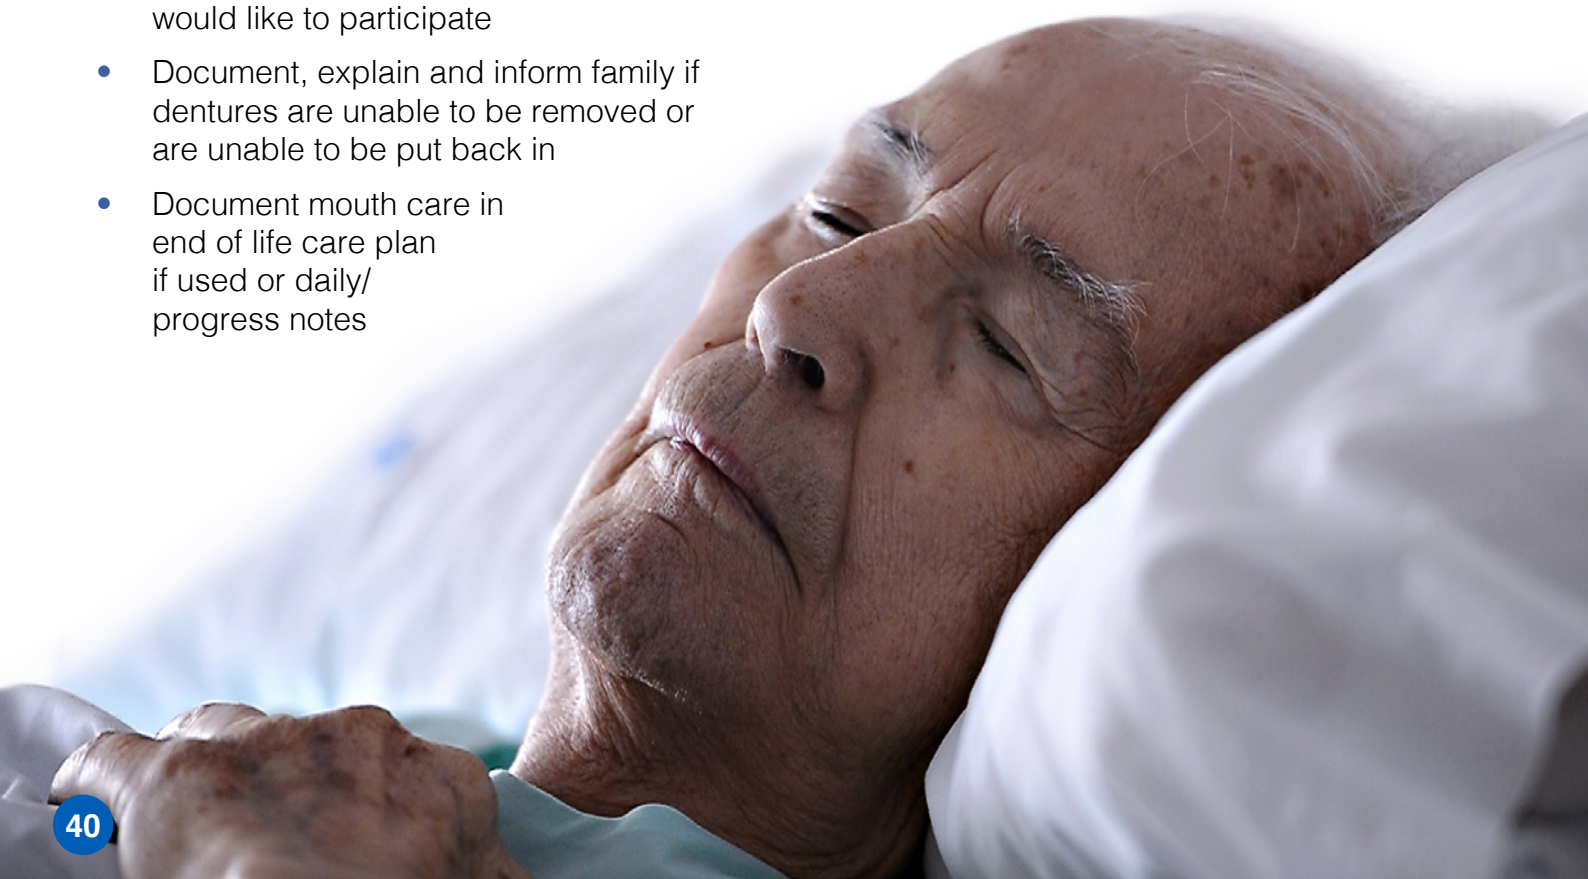 would like to participate
• Document, explain and inform family if
dentures are unable to be removed or
are unable to be put back in
• Document mouth care in
end of life care plan
if used or daily/
progress notes
40